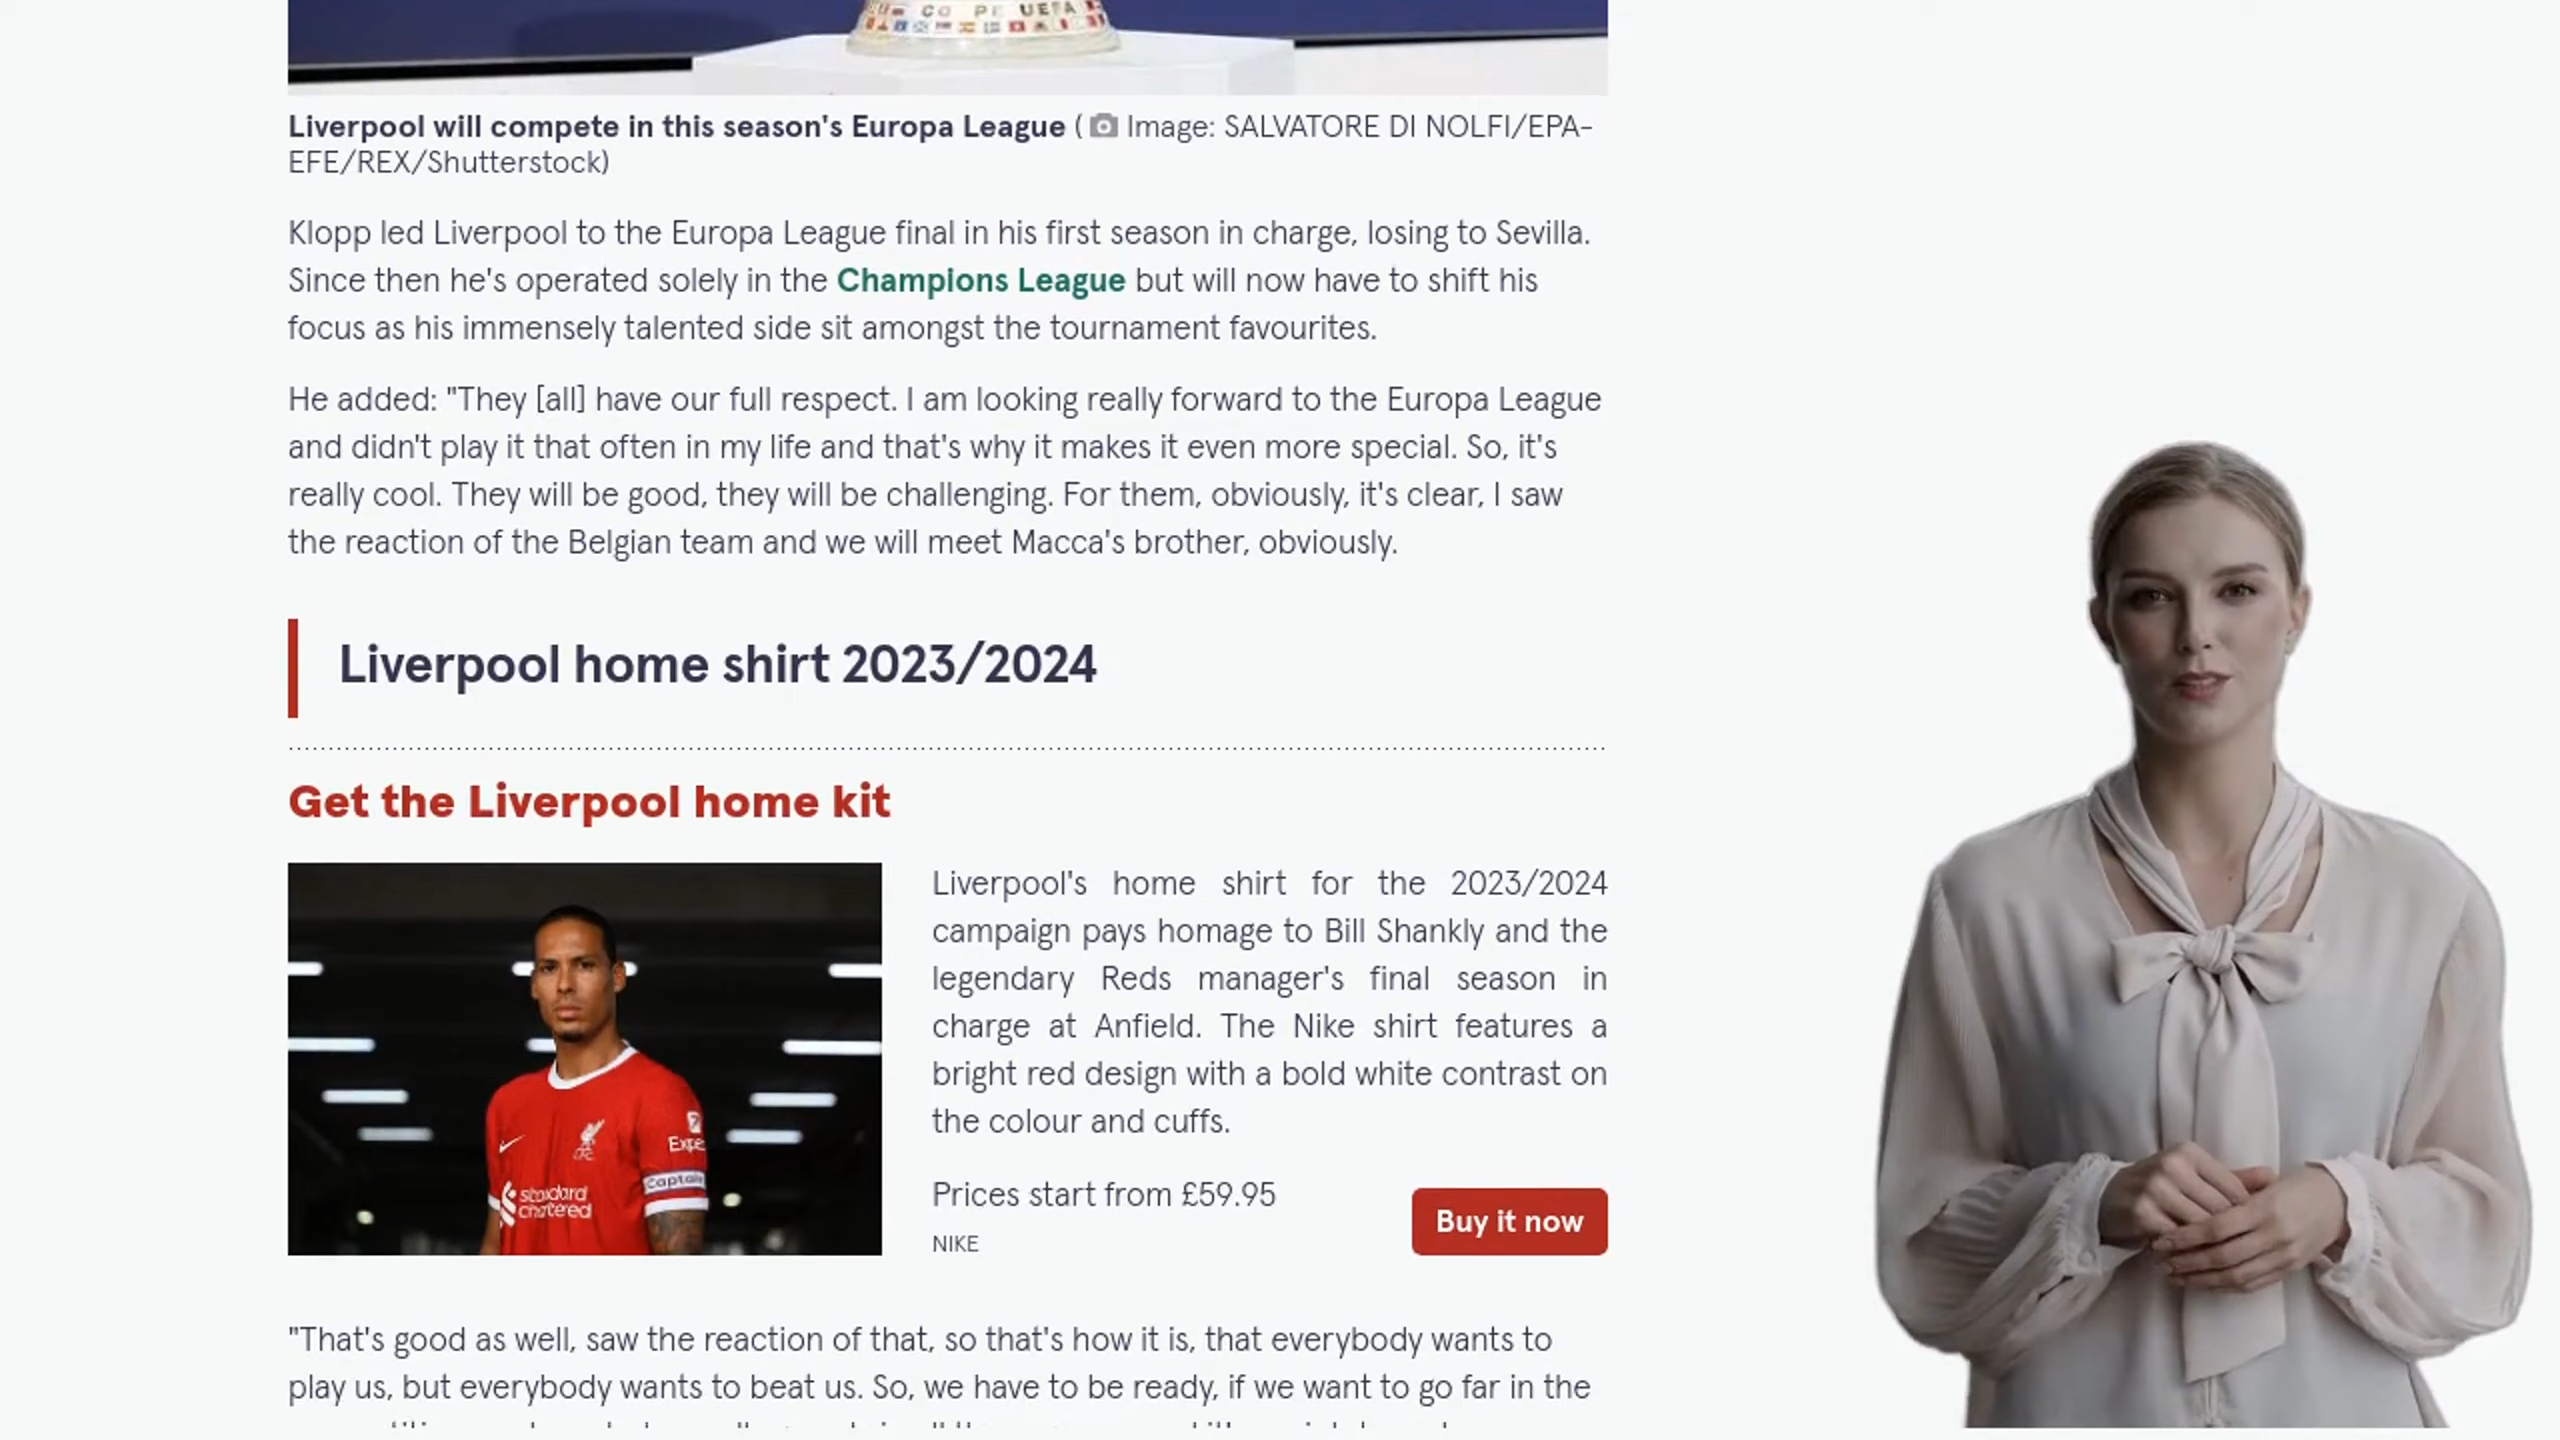 CO PE UEFA
Liverpool will compete in this season's Europa League ( Image: SALVATORE DI NOLFI/EPA-
EFE/REX/Shutterstock)
Klopp led Liverpool to the Europa League final in his first season in charge, losing to Sevilla.
Since then he's operated solely in the Champions League but will now have to shift his
focus as his immensely talented side sit amongst the tournament favourites.
He added: "They [all] have our full respect. I am looking really forward to the Europa League
and didn't play it that often in my life and that's why it makes it even more special. So, it's
really cool. They will be good, they will be challenging. For them, obviously, it's clear, I saw
the reaction of the Belgian team and we will meet Macca's brother, obviously.
Liverpool home shirt 2023/2024
Get the Liverpool home kit
Liverpool's home shirt for the 2023/2024
campaign pays homage to Bill Shankly and the
legendary Reds manager's final season in
charge at Anfield. The Nike shirt features a
bright red design with a bold white contrast on
the colour and cuffs.
Expe
Captai
standard
chartered
Prices start from £59.95
NIKE
Buy it now
"That's good as well, saw the reaction of that, so that's how it is, that everybody wants to
play us, but everybody wants to beat us. So, we have to be ready, if we want to go far in the